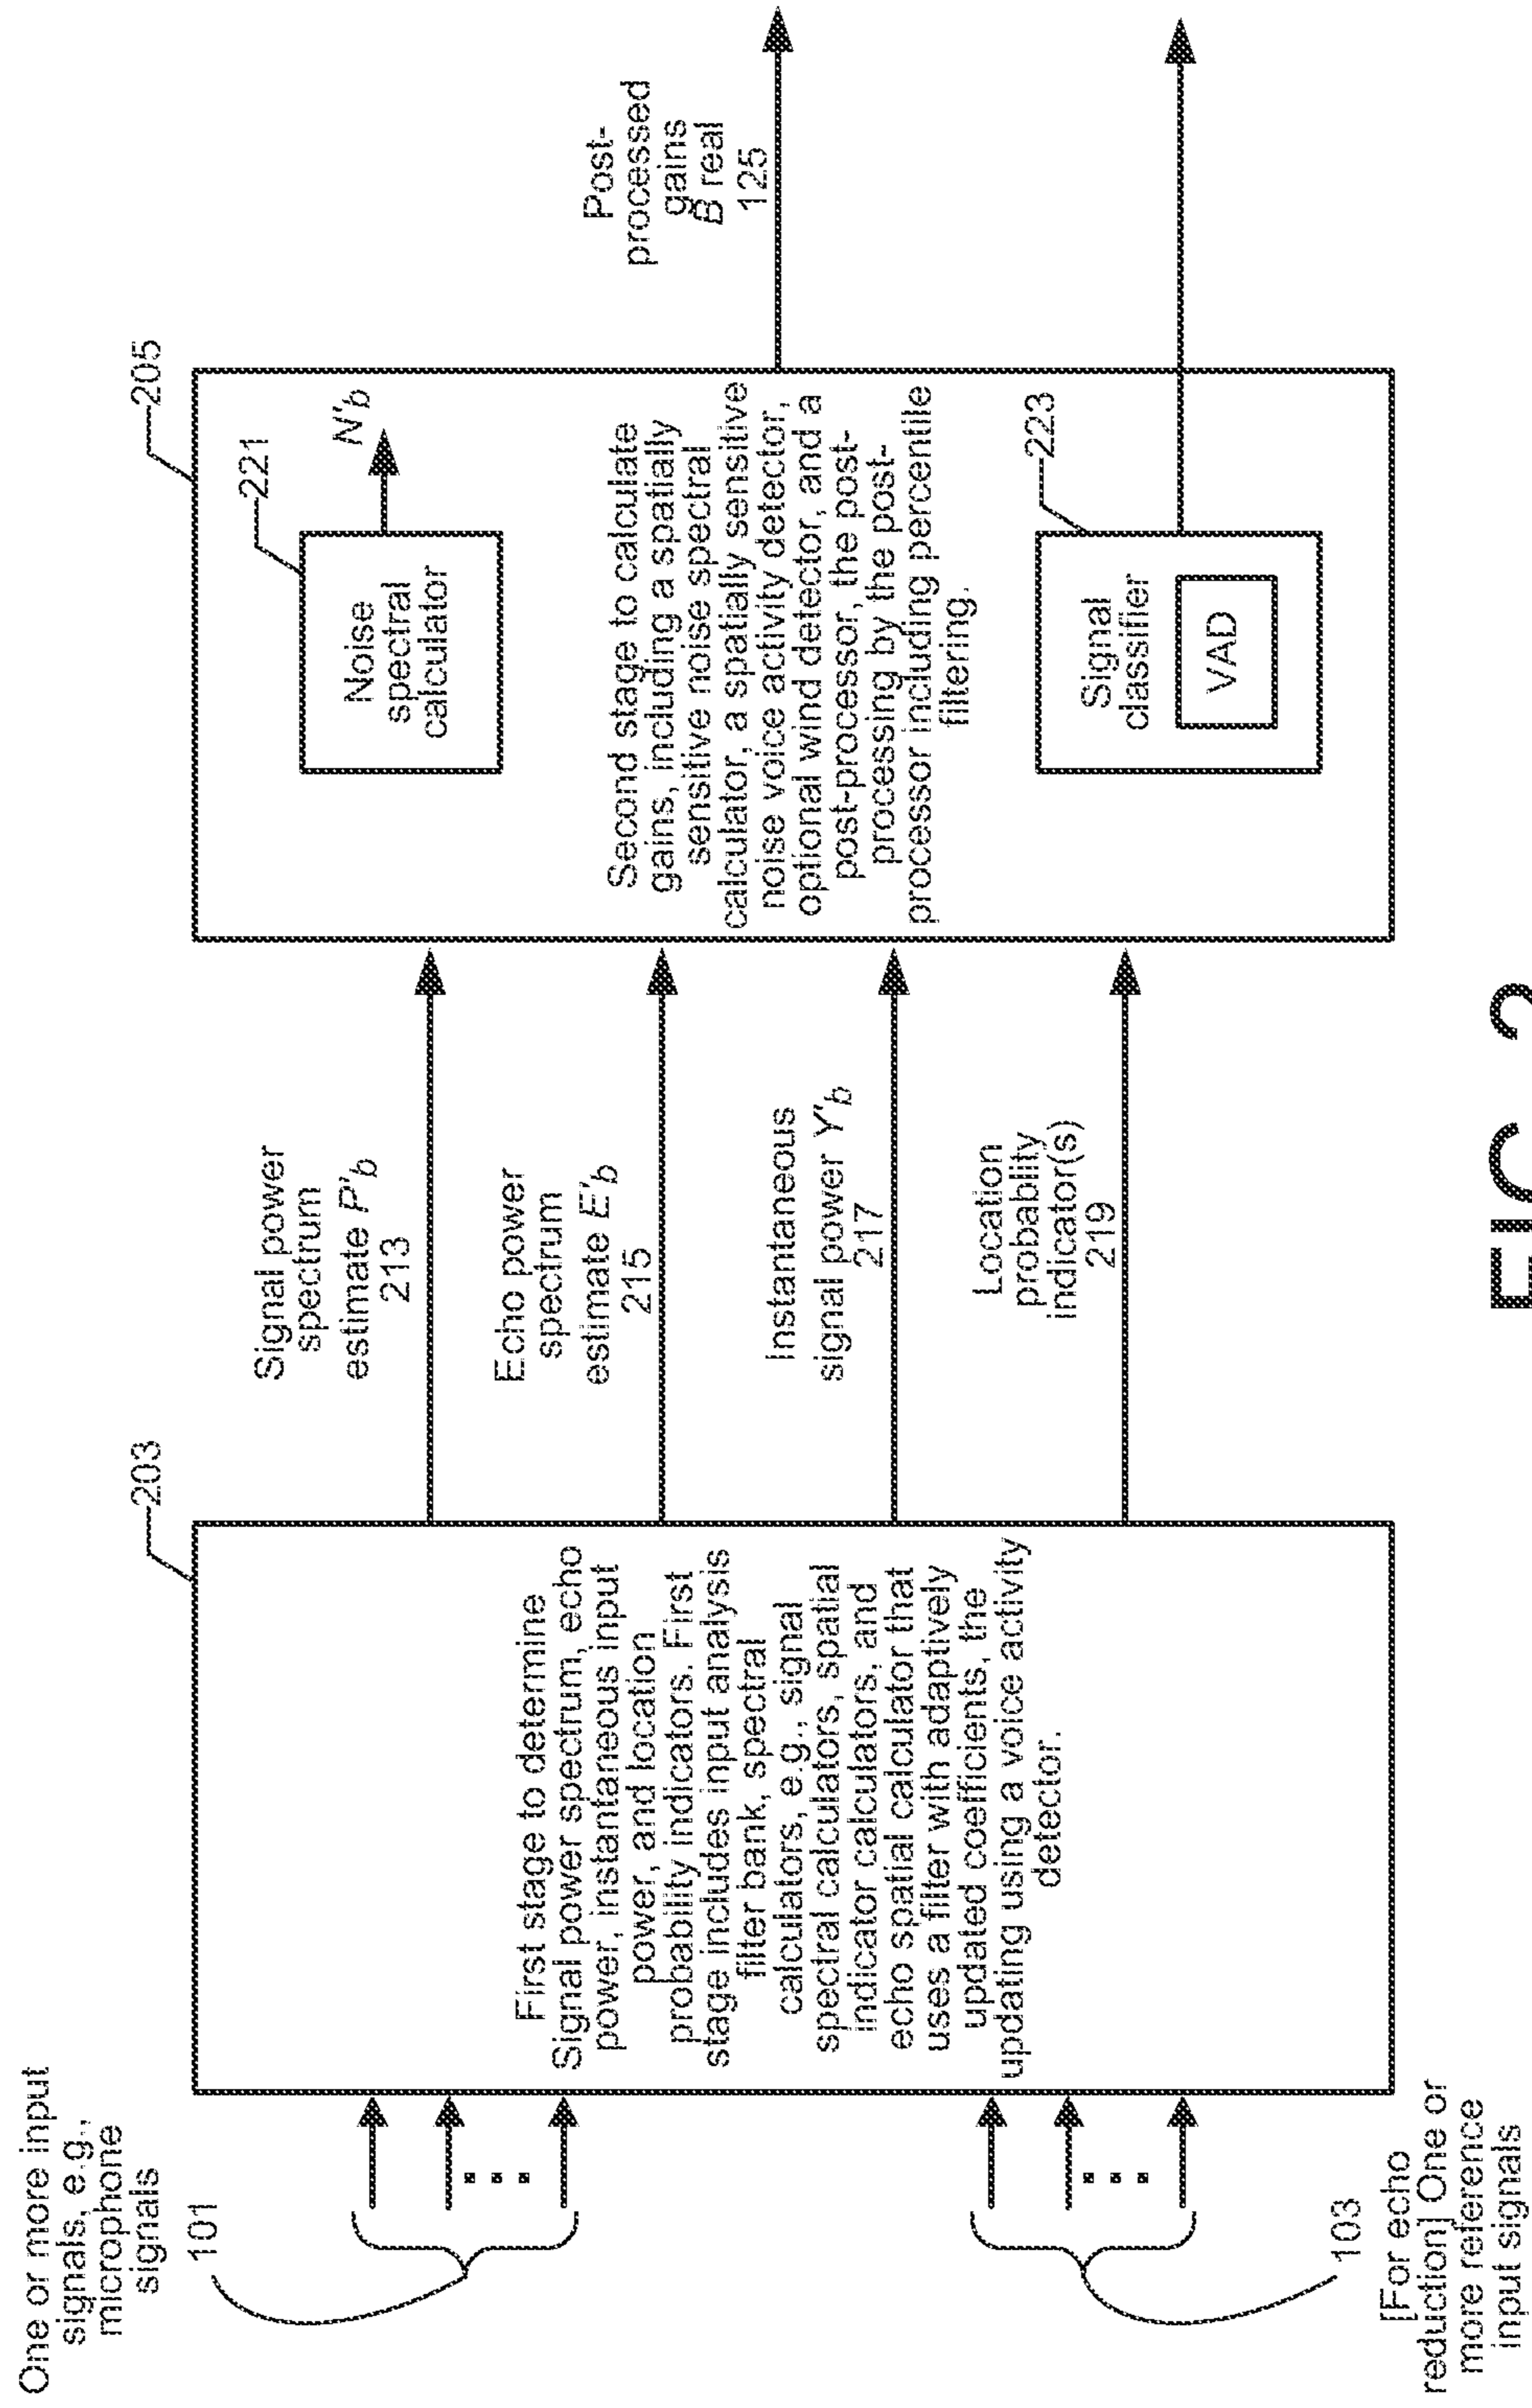 One or more input
signals, e.g.,
microphone
signals
101
[For echo
reduction] One or
more reference
input signals
103
203
First stage to determine
Signal power spectrum, echo
power, instantaneous input
power, and location
probability indicators. First
stage includes input analysis
filter bank, spectral
calculators, e.g., signal
spectral calculators, spatial
indicator calculators, and
echo spatial calculator that
uses a filter with adaptively
updated coefficients, the
updating using a voice activity
detector.
Signal power
spectrum
estimate P'b
213
Echo power
spectrum
estimate E'b
215
Instantaneous
signal power Y'b
217
Location
probability
indicator(s)
219
205
221
Noise
spectral
calculator
N'b
Second stage to calculate
gains, including a spatially
sensitive noise spectral
calculator, a spatially sensitive
noise voice activity detector,
optional wind detector, and a
post-processor, the post-
processing by the post-
processor including percentile
filtering.
223
Signal
classifier
VAD
Post-
processed
gains
B real
125